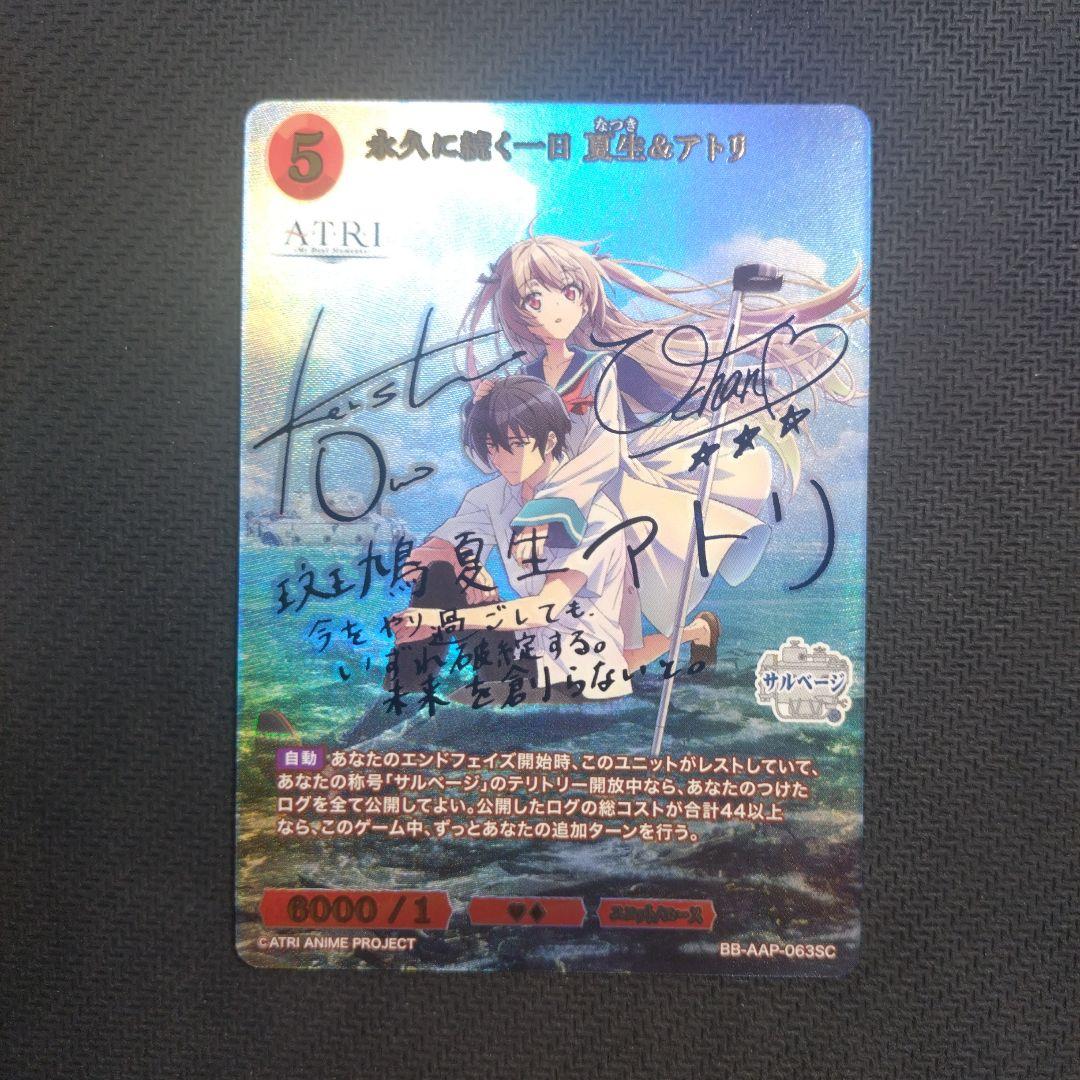 5
永久に続く一日 夏生&アトリ
なつき
ATRI
-My Dear Moments-
斑鳩夏生 アトリ
今をやり過ごしても、
いずれ破綻する。
未来を創らないと。
サルベージ
自動 あなたのエンドフェイズ開始時、このユニットがレストしていて、
あなたの称号「サルベージ」のテリトリー開放中なら、あなたのつけた
ログを全て公開してよい。公開したログの総コストが合計44以上
なら、このゲーム中、ずっとあなたの追加ターンを行う。
6000 / 1
♥♦
©ATRI ANIME PROJECT
BB-AAP-063SC